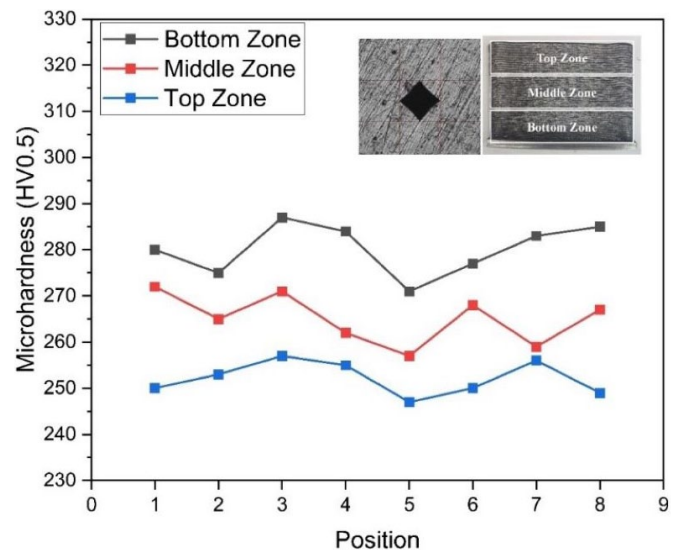 330
320
310
300
290
280
270
260
250
240
230
Microhardness (HV0.5)
Bottom Zone
Middle Zone
Top Zone
Top Zone
Middle Zone
Bottom Zone
0 1 2 3 4 5 6 7 8 9
Position